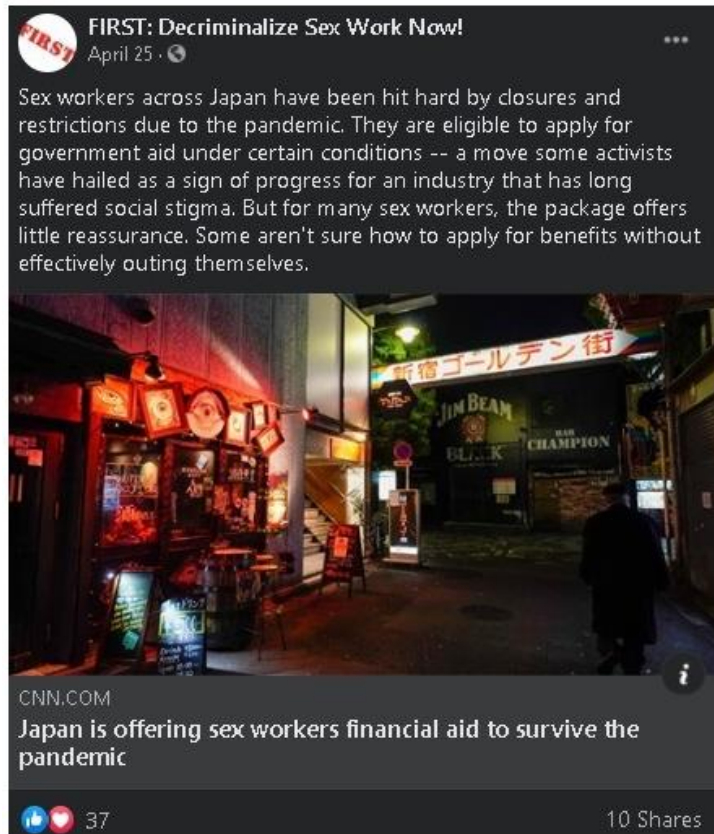 FIRST
FIRST: Decriminalize Sex Work Now!
April 25 ·
Sex workers across Japan have been hit hard by closures and
restrictions due to the pandemic. They are eligible to apply for
government aid under certain conditions -- a move some activists
have hailed as a sign of progress for an industry that has long
suffered social stigma. But for many sex workers, the package offers
little reassurance. Some aren't sure how to apply for benefits without
effectively outing themselves.
新宿ゴールデン街
JIM BEAM
BLACK
BAR
CHAMPION
i
CNN.COM
Japan is offering sex workers financial aid to survive the
pandemic
37
10 Shares